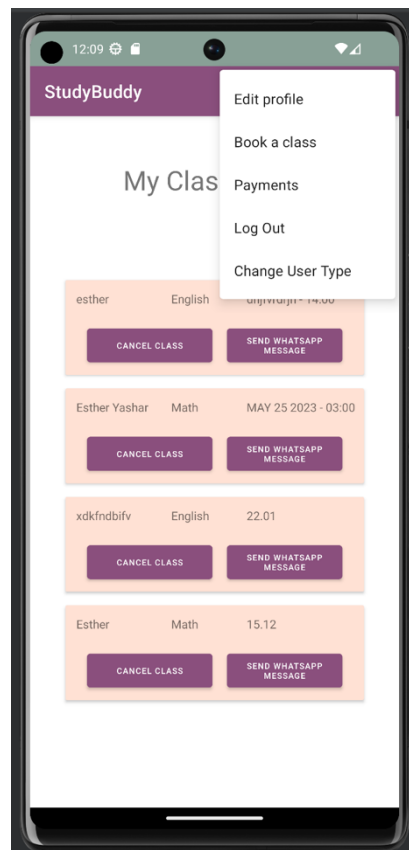 12:09
StudyBuddy
Edit profile
Book a class
Payments
Log Out
Change User Type
My Clas
esther English 14:00
CANCEL CLASS SEND WHATSAPP
MESSAGE
Esther Yashar Math MAY 25 2023 - 03:00
CANCEL CLASS SEND WHATSAPP
MESSAGE
xdkfndbifv English 22.01
CANCEL CLASS SEND WHATSAPP
MESSAGE
Esther Math 15.12
CANCEL CLASS SEND WHATSAPP
MESSAGE